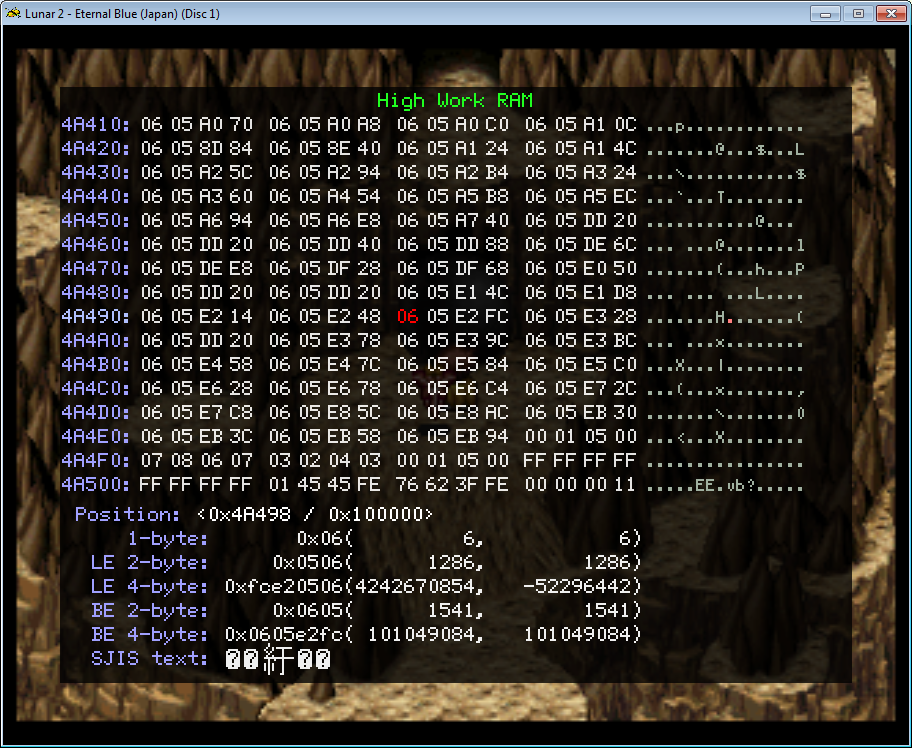 Lunar 2 - Eternal Blue (Japan) (Disc 1)
High Work RAM
4A410: 06 05 A0 70 06 05 A0 A8 06 05 A0 C0 06 05 A1 0C ...p............
4A420: 06 05 8D 84 06 05 8E 40 06 05 A1 24 06 05 A1 4C .......@...$...L
4A430: 06 05 A2 5C 06 05 A2 94 06 05 A2 B4 06 05 A3 24 ...\...........$
4A440: 06 05 A3 60 06 05 A4 54 06 05 A5 B8 06 05 A5 EC ...`...T........
4A450: 06 05 A6 94 06 05 A6 E8 06 05 A7 40 06 05 DD 20 ...........@...
4A460: 06 05 DD 20 06 05 DD 40 06 05 DD 88 06 05 DE 6C ... ...@.......l
4A470: 06 05 DE E8 06 05 DF 28 06 05 DF 68 06 05 E0 50 .......(...h...P
4A480: 06 05 DD 20 06 05 DD 20 06 05 E1 4C 06 05 E1 D8 ... ... ...L....
4A490: 06 05 E2 14 06 05 E2 48 06 05 E2 FC 06 05 E3 28 .......H.......(
4A4A0: 06 05 DD 20 06 05 E3 78 06 05 E3 9C 06 05 E3 BC ... ...x........
4A4B0: 06 05 E4 58 06 05 E4 7C 06 05 E5 84 06 05 E5 C0 ...X...|........
4A4C0: 06 05 E6 28 06 05 E6 78 06 05 E6 C4 06 05 E7 2C ...(...x.......,
4A4D0: 06 05 E7 C8 06 05 E8 5C 06 05 E8 AC 06 05 EB 30 .......\.......0
4A4E0: 06 05 EB 3C 06 05 EB 58 06 05 EB 94 00 01 05 00 ...<...X........
4A4F0: 07 08 06 07 03 02 04 03 00 01 05 00 FF FF FF FF ................
4A500: FF FF FF FF 01 45 45 FE 76 62 3F FE 00 00 00 11 .....EE.vb?.....
Position: <0x4A498 / 0x100000>
1-byte: 0x06( 6, 6)
LE 2-byte: 0x0506( 1286, 1286)
LE 4-byte: 0xfce20506(4242670854, -52296442)
BE 2-byte: 0x0605( 1541, 1541)
BE 4-byte: 0x0605e2fc( 101049084, 101049084)
SJIS text: ��紆��